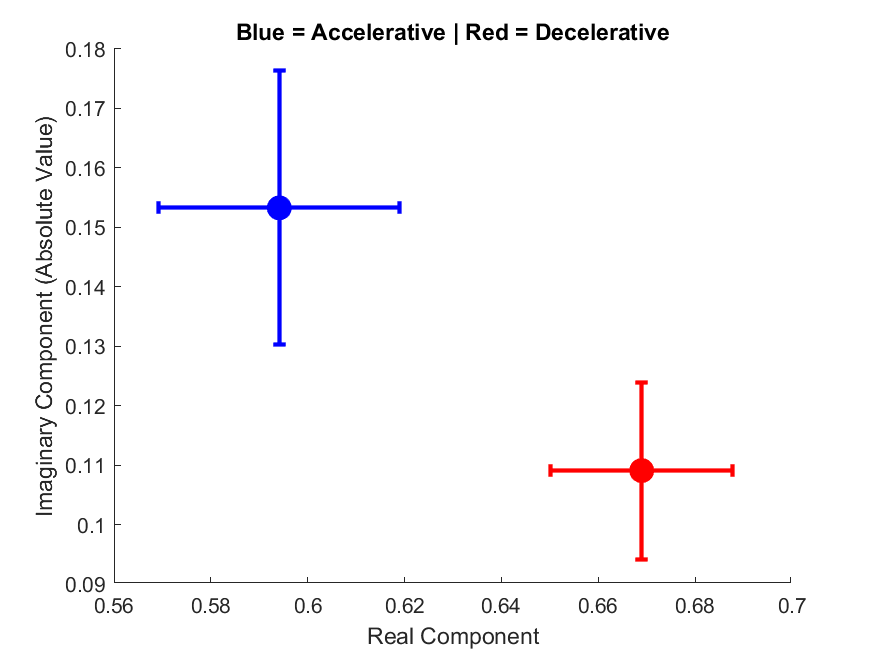 Blue = Accelerative | Red = Decelerative
0.18
0.17
0.16
0.15
0.14
0.13
0.12
0.11
0.1
0.09
Imaginary Component (Absolute Value)
0.56 0.58 0.6 0.62 0.64 0.66 0.68 0.7
Real Component